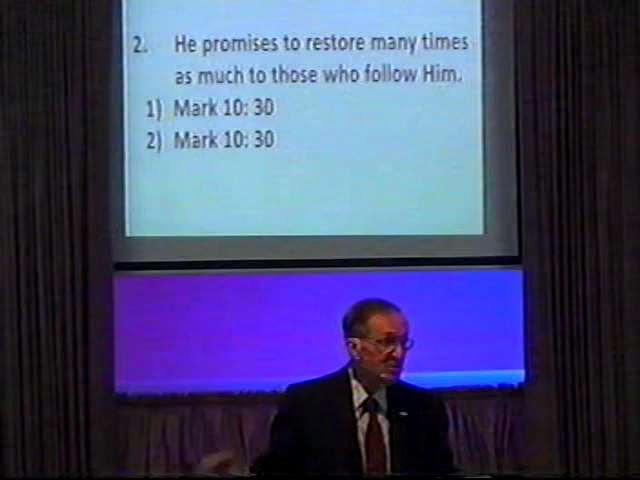 2. He promises to restore many times
as much to those who follow Him.
1) Mark 10: 30
2) Mark 10: 30